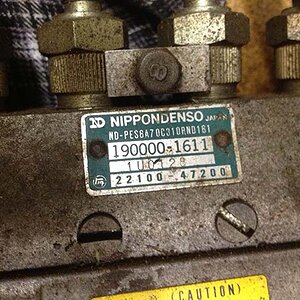 ND NIPPONDENSO JAPAN
ND-PES6A70C310RND161
190000-1611
22100-47200
(CAUTION)